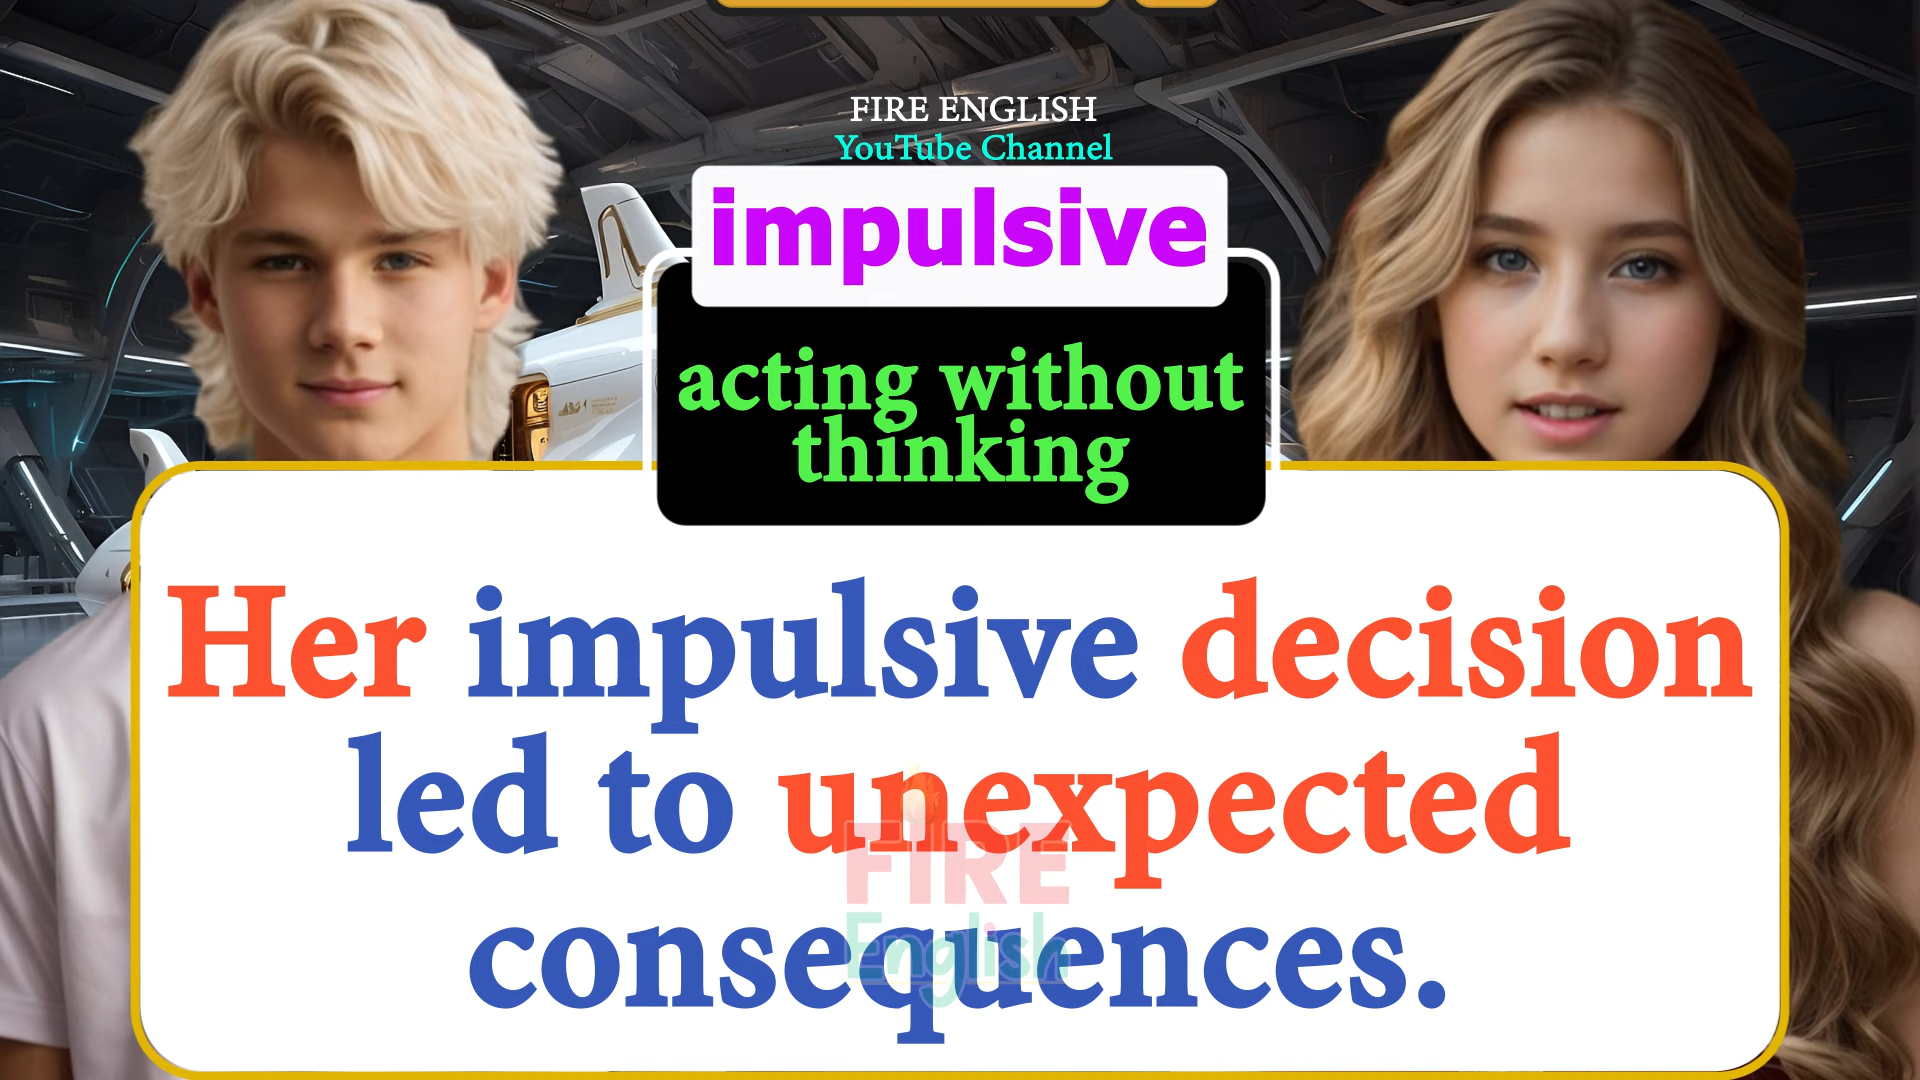 FIRE ENGLISH
YouTube Channel
impulsive
acting without
thinking
Her impulsive decision
led to unexpected
consequences.
FIRE
English